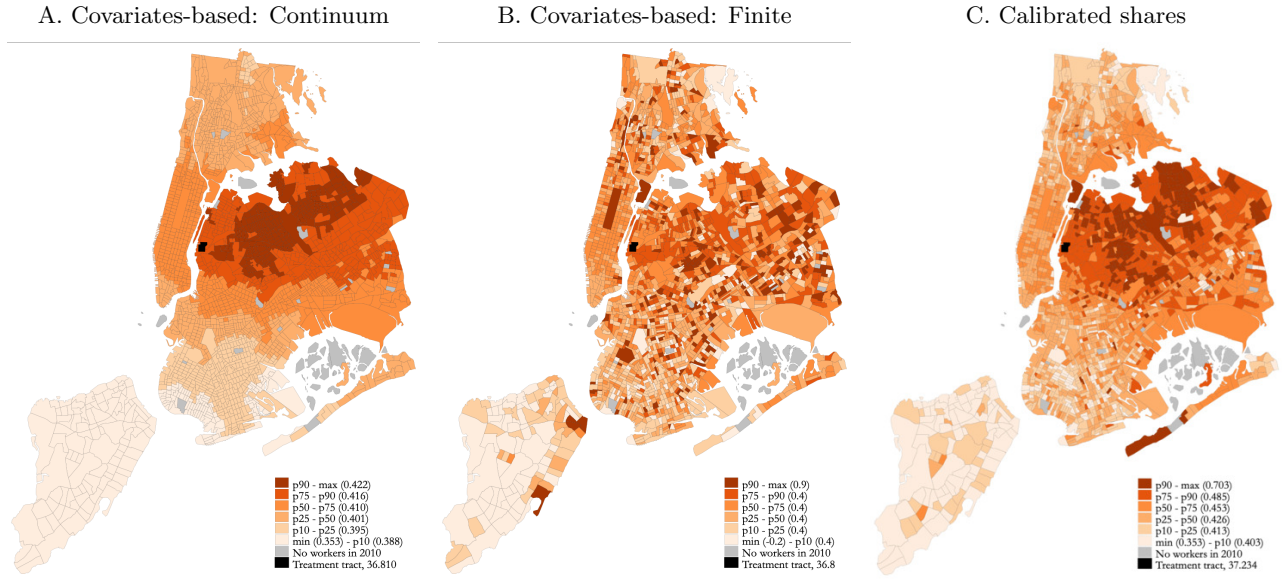 A. Covariates-based: Continuum
B. Covariates-based: Finite
C. Calibrated shares
p90 - max (0.422)
p75 - p90 (0.416)
p50 - p75 (0.410)
p25 - p50 (0.401)
p10 - p25 (0.395)
min (0.353) - p10 (0.388)
No workers in 2010
Treatment tract, 36.810
p90 - max (0.9)
p75 - p90 (0.4)
p50 - p75 (0.4)
p25 - p50 (0.4)
p10 - p25 (0.4)
min (-0.2) - p10 (0.4)
No workers in 2010
Treatment tract, 36.8
p90 - max (0.703)
p75 - p90 (0.485)
p50 - p75 (0.453)
p25 - p50 (0.426)
p10 - p25 (0.413)
min (0.353) - p10 (0.403)
No workers in 2010
Treatment tract, 37.234